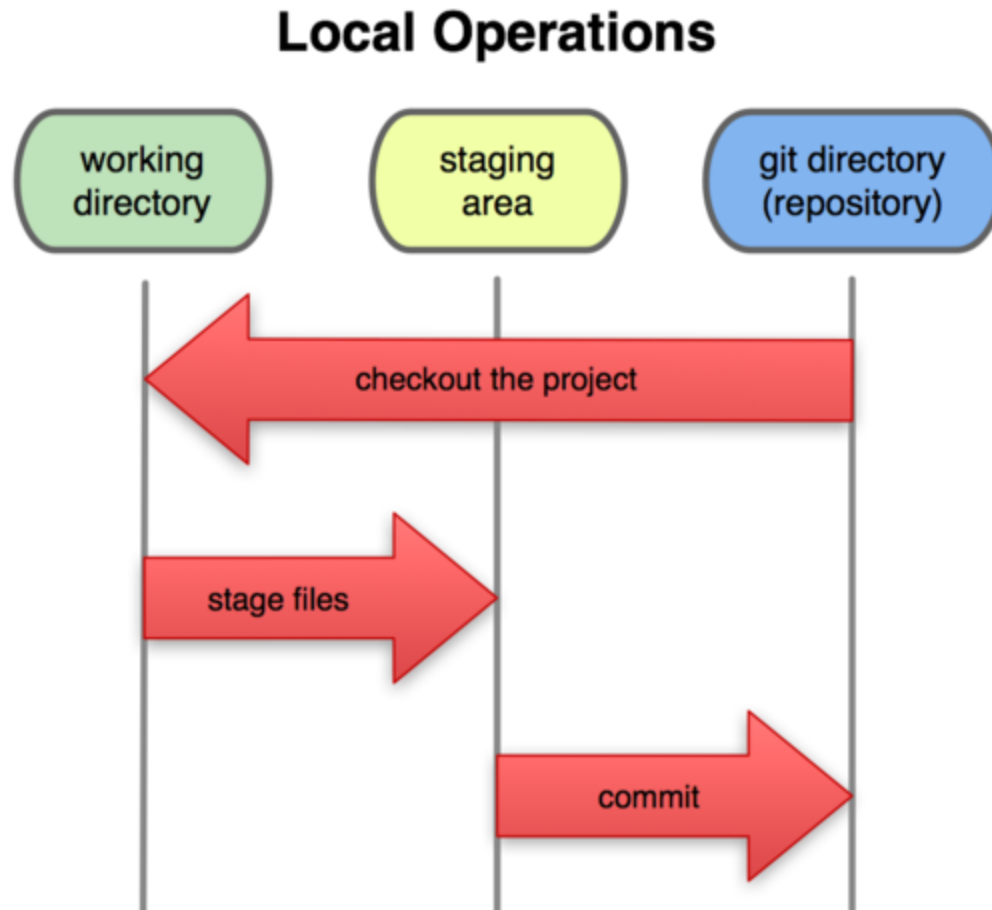 Local Operations
working
directory
staging
area
git directory
(repository)
checkout the project
stage files
commit